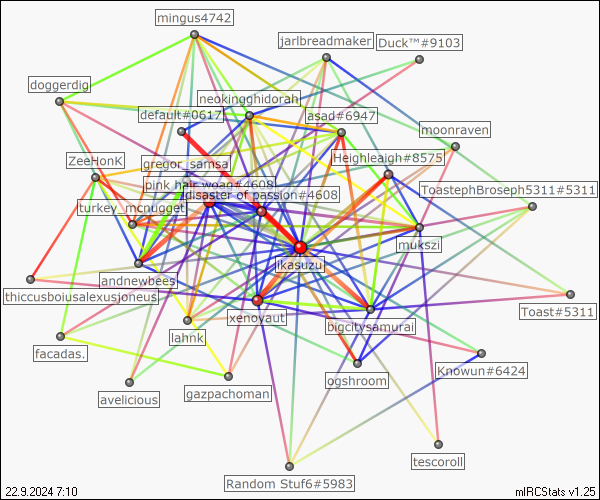 mingus4742
jarlbreadmaker
Duck™#9103
doggerdig
neokingghidorah
default#0617
asad#6947
moonraven
ZeeHonK
gregor_samsa
Heighleaigh#8575
pink hair woan#4608
disaster of passion#4608
ToastephBroseph5311#5311
turkey_mcnugget
mukszi
ikasuzu
andnewbees
thiccusboiusalexusjoneus
Toast#5311
xenovaut
bigcitysamurai
lahnk
facadas.
Knowun#6424
ogshroom
gazpachoman
avelicious
tescoroll
Random Stuf6#5983
22.9.2024 7:10
mIRCStats v1.25